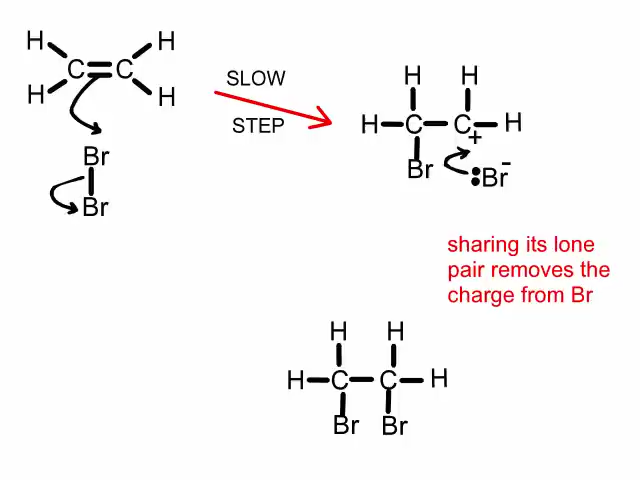 H H
C C
H H
SLOW
STEP
Br
Br
H H
H C C H
+
Br :Br-
sharing its lone
pair removes the
charge from Br
H H
H C C H
Br Br